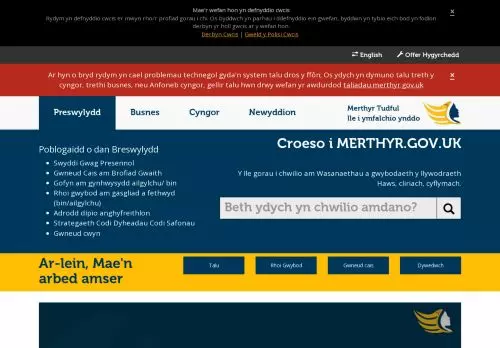 Mae'r wefan hon yn defnyddio cwcis
Rydym yn defnyddio cwcis er mwyn rhoi'r profiad gorau i chi. Os byddwch yn parhau i ddefnyddio ein gwefan, byddwn yn tybio eich bod yn fodlon
derbyn yr holl gwcis ar y wefan hon.
Derbyn Cwcis | Gweld y Polisi Cwcis
x
English
Offer Hygyrchedd
Ar hyn o bryd rydym yn cael problemau technegol gyda'n system talu dros y ffôn. Os ydych yn dymuno talu treth y
cyngor, trethi busnes, neu Anfoneb cyngor, gellir talu hwn drwy wefan yr awdurdod taliadau.merthyr.gov.uk
x
Preswylydd
Busnes
Cyngor
Newyddion
Merthyr Tudful
lle i ymfalchio ynddo
Poblogaidd o dan Breswylydd
• Swyddi Gwag Presennol
• Gwneud Cais am Brofiad Gwaith
• Gofyn am gynhwysydd ailgylchu/ bin
• Rhoi gwybod am gasgliad a fethwyd
(bin/ailgylchu)
• Adrodd dipio anghyfreithlon
• Strategaeth Codi Dyheadau Codi Safonau
• Gwneud cwyn
Croeso i MERTHYR.GOV.UK
Y lle gorau i chwilio am Wasanaethau a gwybodaeth y llywodraeth
Haws, cliriach, cyflymach.
Beth ydych yn chwilio amdano?
Ar-lein, Mae'n
arbed amser
Talu
Rhoi Gwybod
Gwneud cais
Dywedwch